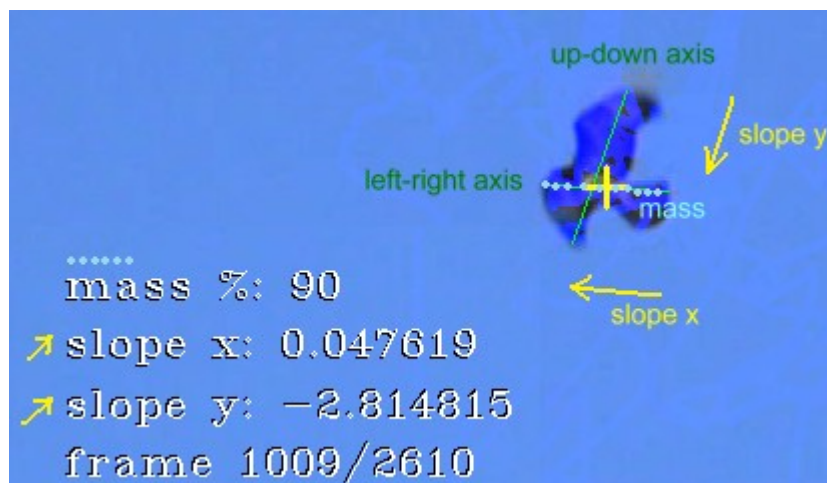 up-down axis
slope y
left-right axis
mass
slope x
mass %: 90
slope x: 0.047619
slope y: −2.814815
frame 1009/2610